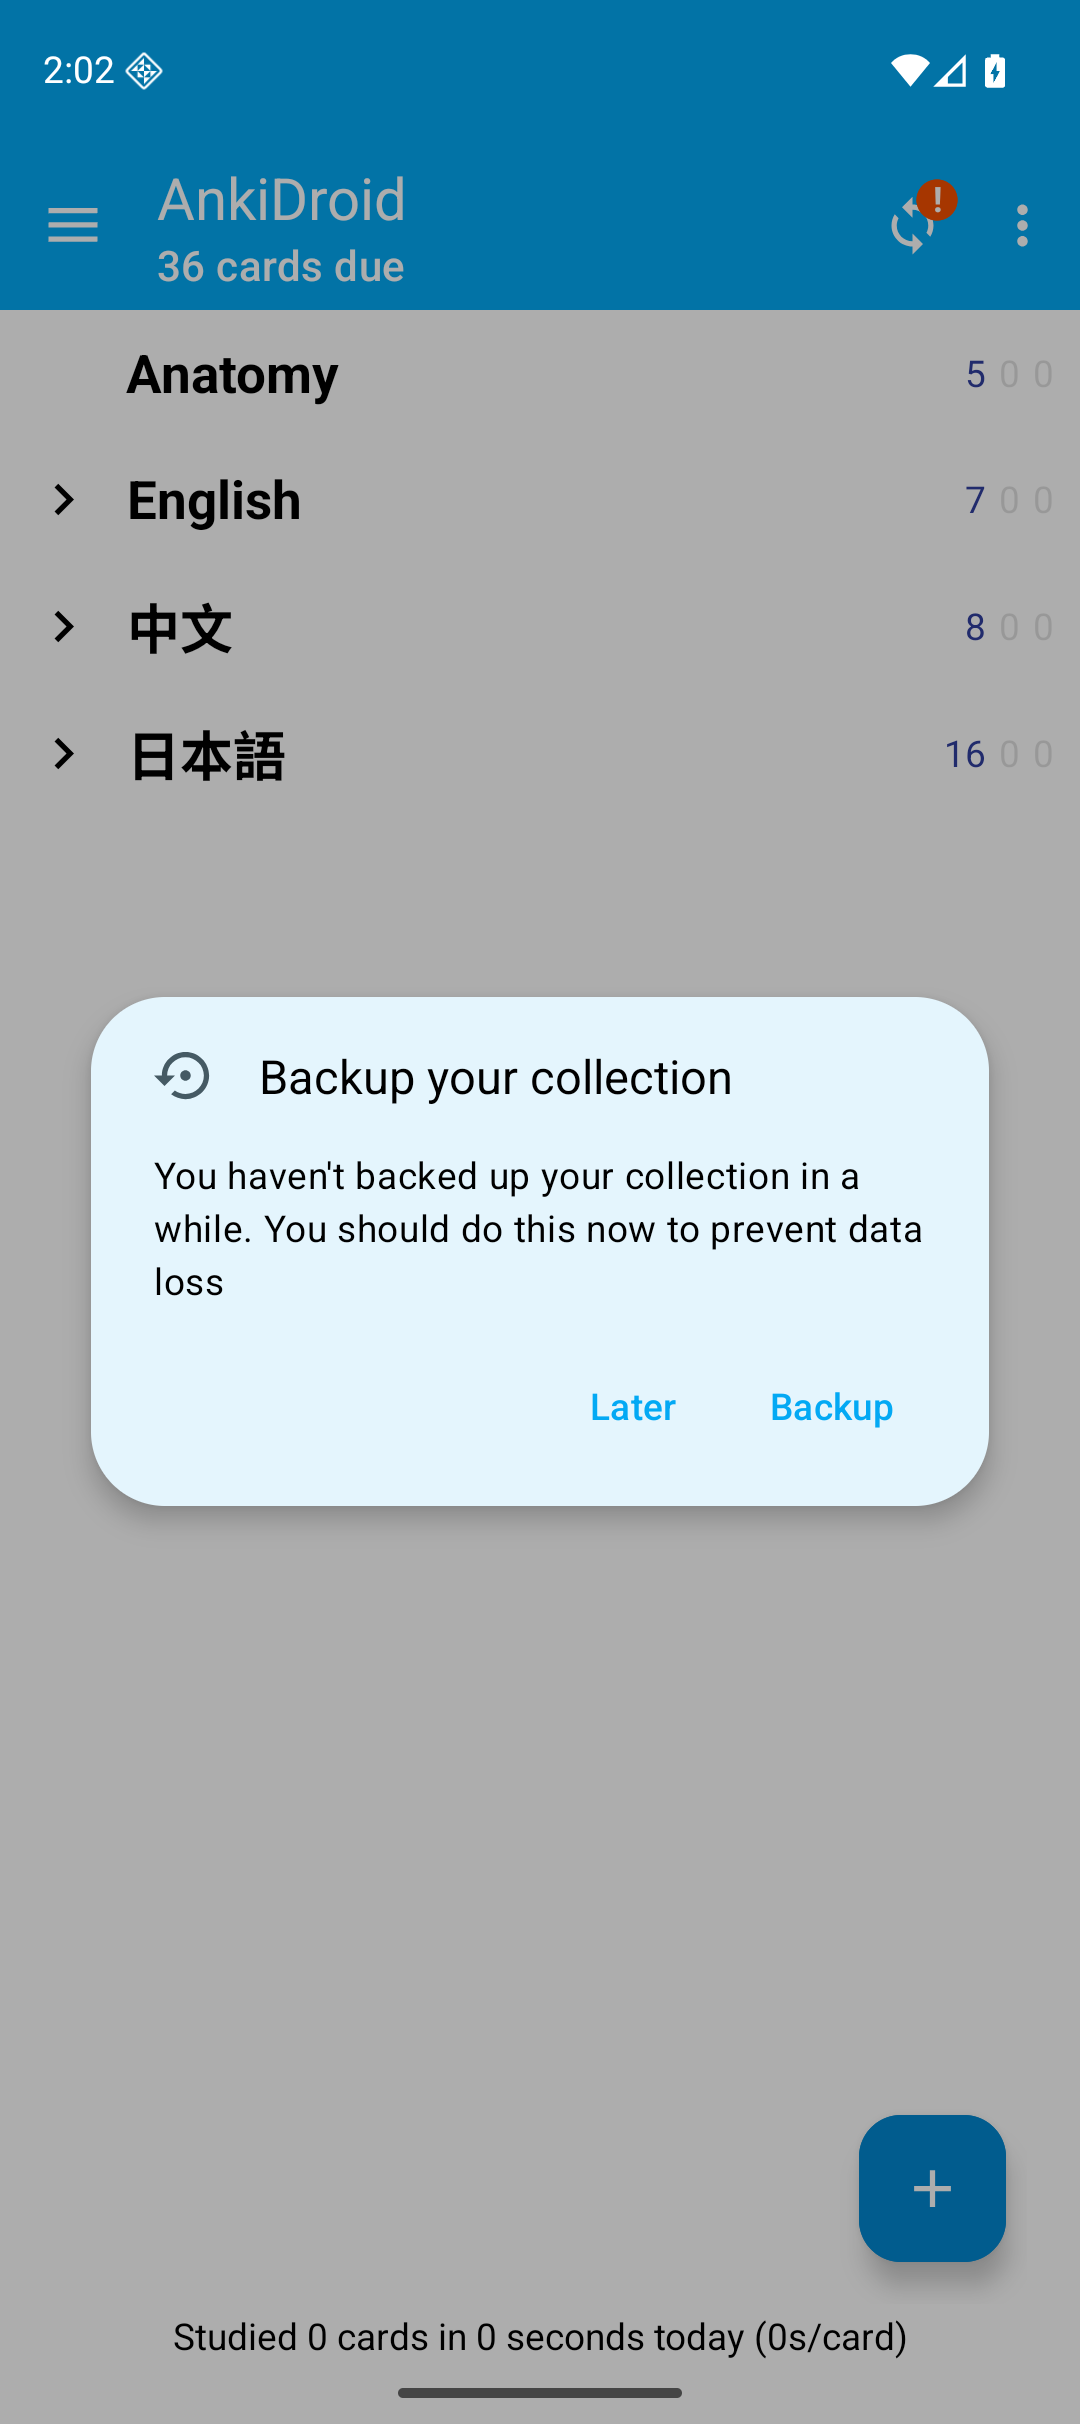 2:02
AnkiDroid
36 cards due
!
Anatomy 5 0 0
English 7 0 0
中文 8 0 0
日本語 16 0 0
Backup your collection
You haven't backed up your collection in a
while. You should do this now to prevent data
loss
Later Backup
Studied 0 cards in 0 seconds today (0s/card)